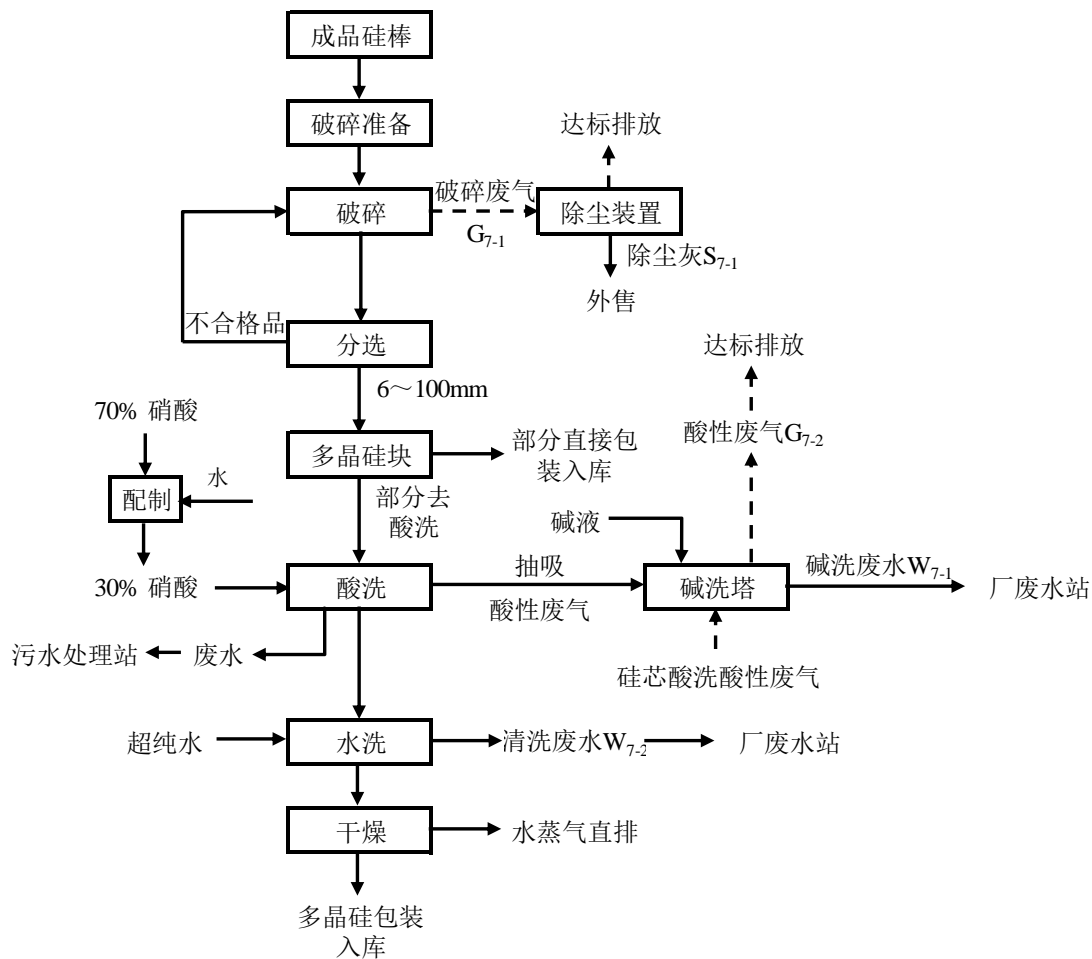 成品硅棒
破碎准备
达标排放
破碎
破碎废气
G7-1
除尘装置
除尘灰S7-1
外售
不合格品
分选
达标排放
6～100mm
70% 硝酸
酸性废气G7-2
多晶硅块
部分直接包
装入库
水
配制
部分去
酸洗
碱液
30% 硝酸
酸洗
抽吸
酸性废气
碱洗塔
碱洗废水W7-1
厂废水站
污水处理站
废水
硅芯酸洗酸性废气
超纯水
水洗
清洗废水W7-2
厂废水站
干燥
水蒸气直排
多晶硅包装
入库